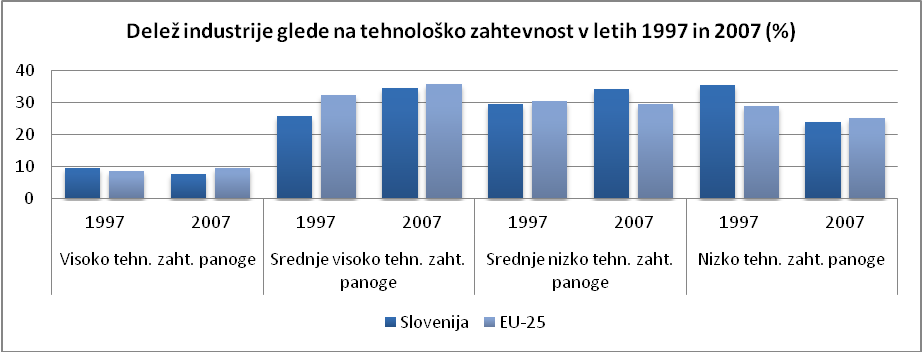 Delež industrije glede na tehnološko zahtevnost v letih 1997 in 2007 (%)
40
30
20
10
0
1997 2007 1997 2007 1997 2007 1997 2007
Visoko tehn. zaht. panoge Srednje visoko tehn. zaht. Srednje nizko tehn. zaht. Nizko tehn. zaht. panoge
panoge panoge
Slovenija EU-25